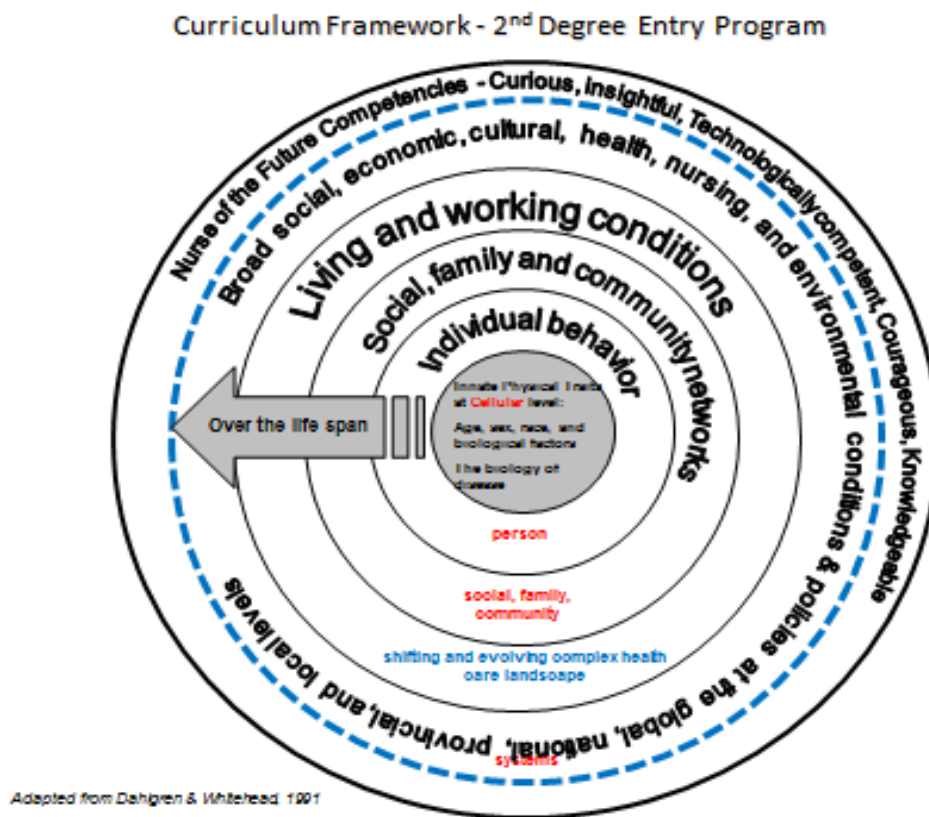 Curriculum Framework - 2nd Degree Entry Program
Nurse of the Future Competencies - Curious, insightful, Technologically competent, Courageous, Knowledgeable
Broad social, economic, cultural, health, nursing, and environmental conditions & policies at the global, national, provincial, and local levels
Living and working conditions
Social, family and community networks
Individual behavior
Innate Physical Traits
at Cellular level:
Age, sex, race, and
biological factors
The biology of
disease
Over the life span
person
social, family,
community
shifting and evolving complex health
care landscape
systems
Adapted from Dahlgren & Whitehead, 1991